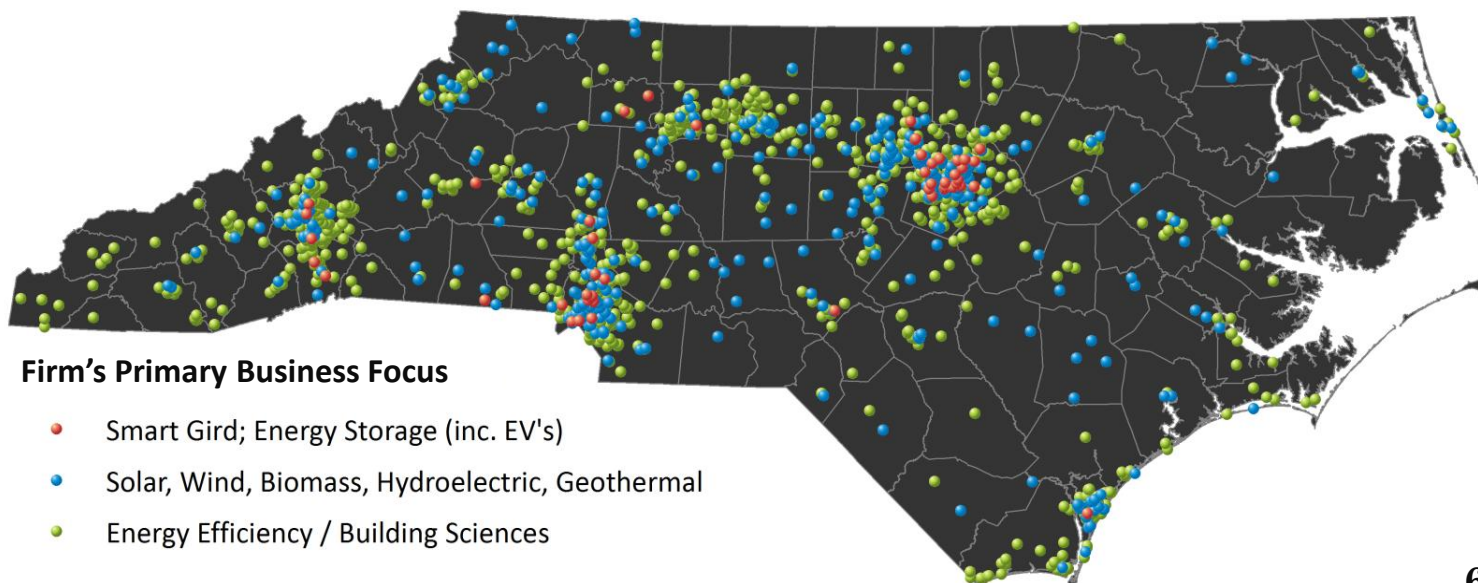 Firm's Primary Business Focus
Smart Gird; Energy Storage (inc. EV's)
Solar, Wind, Biomass, Hydroelectric, Geothermal
Energy Efficiency / Building Sciences